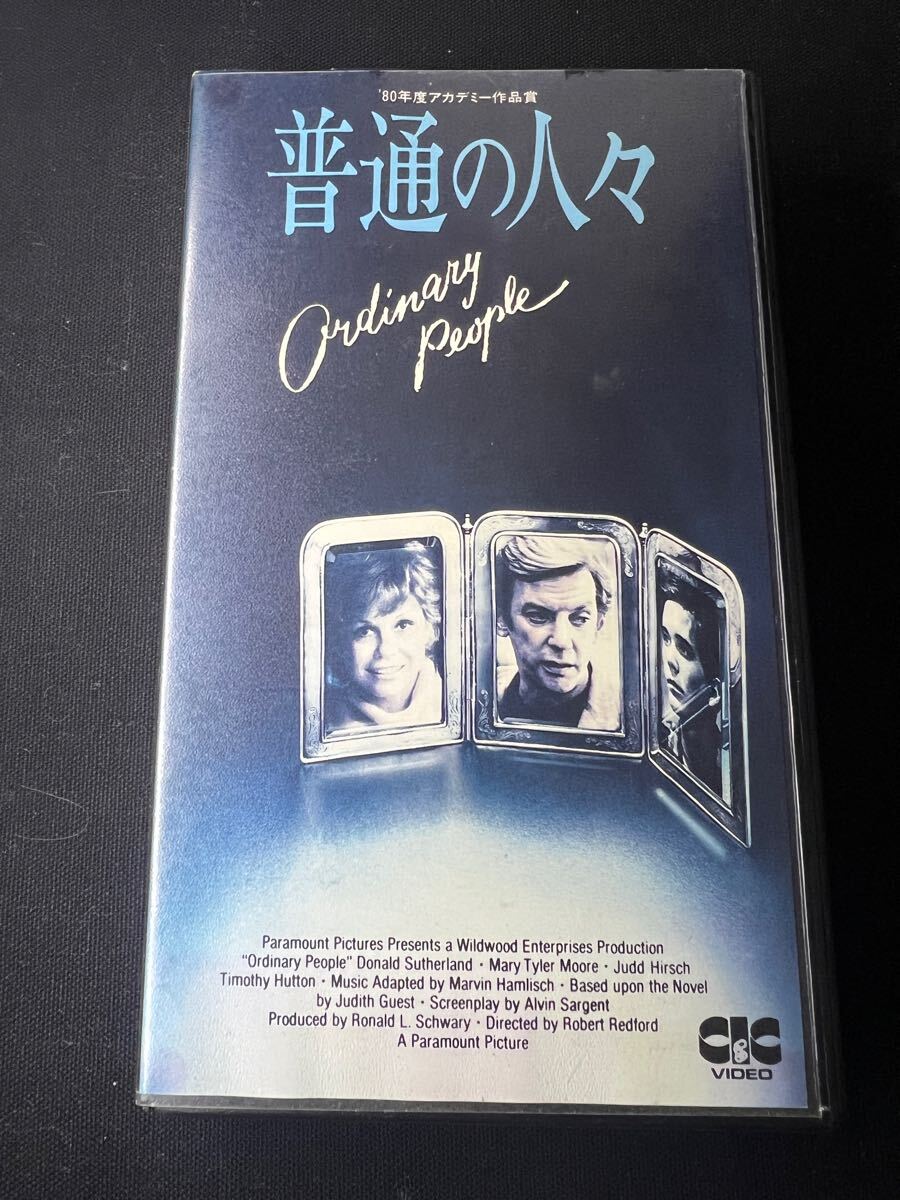 '80年度アカデミー作品賞
普通の人々
Ordinary
People
Paramount Pictures Presents a Wildwood Enterprises Production
"Ordinary People" Donald Sutherland · Mary Tyler Moore · Judd Hirsch
Timothy Hutton · Music Adapted by Marvin Hamlisch · Based upon the Novel
by Judith Guest · Screenplay by Alvin Sargent
Produced by Ronald L. Schwary · Directed by Robert Redford
A Paramount Picture
CIC
VIDEO